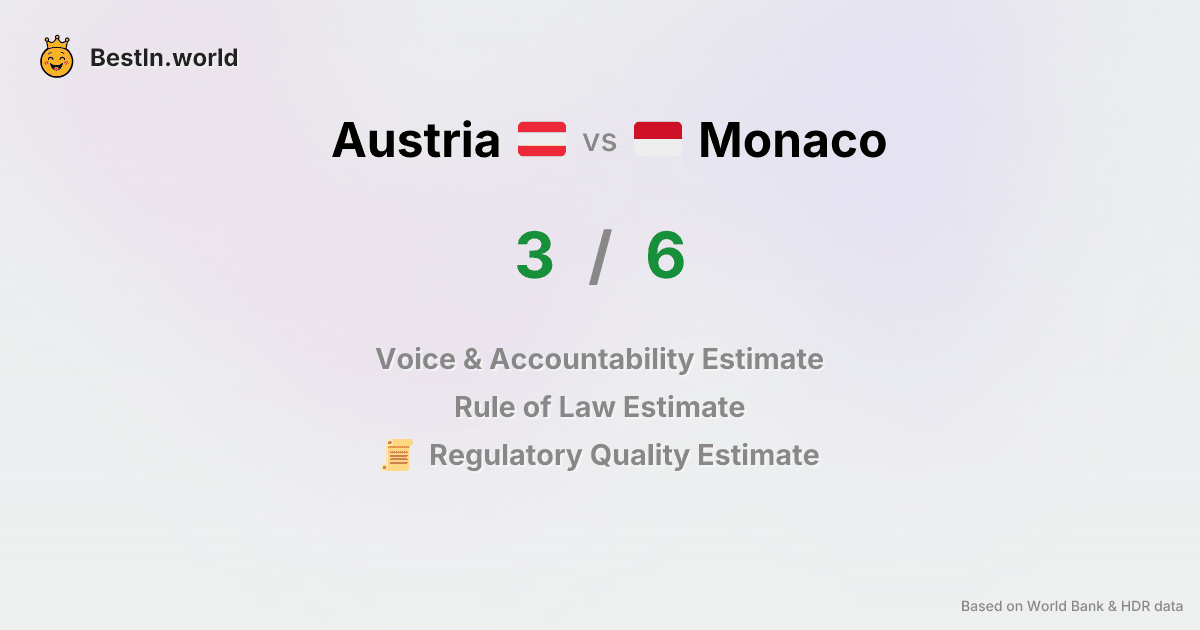 BestIn.world
Austria vs Monaco
3 / 6
Voice & Accountability Estimate
Rule of Law Estimate
Regulatory Quality Estimate
Based on World Bank & HDR data